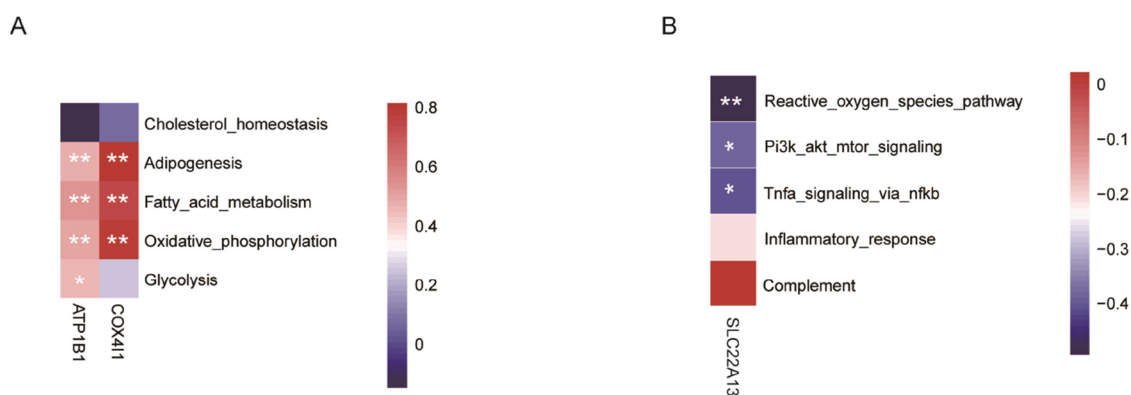 A
B
Cholesterol_homeostasis
** ** Adipogenesis
** ** Fatty_acid_metabolism
** ** Oxidative_phosphorylation
* Glycolysis
ATP1B1
COX4I1
0.8
0.6
0.4
0.2
0
** Reactive_oxygen_species_pathway
* Pi3k_akt_mtor_signaling
* Tnfa_signaling_via_nfkb
Inflammatory_response
Complement
SLC22A13
0
−0.1
−0.2
−0.3
−0.4